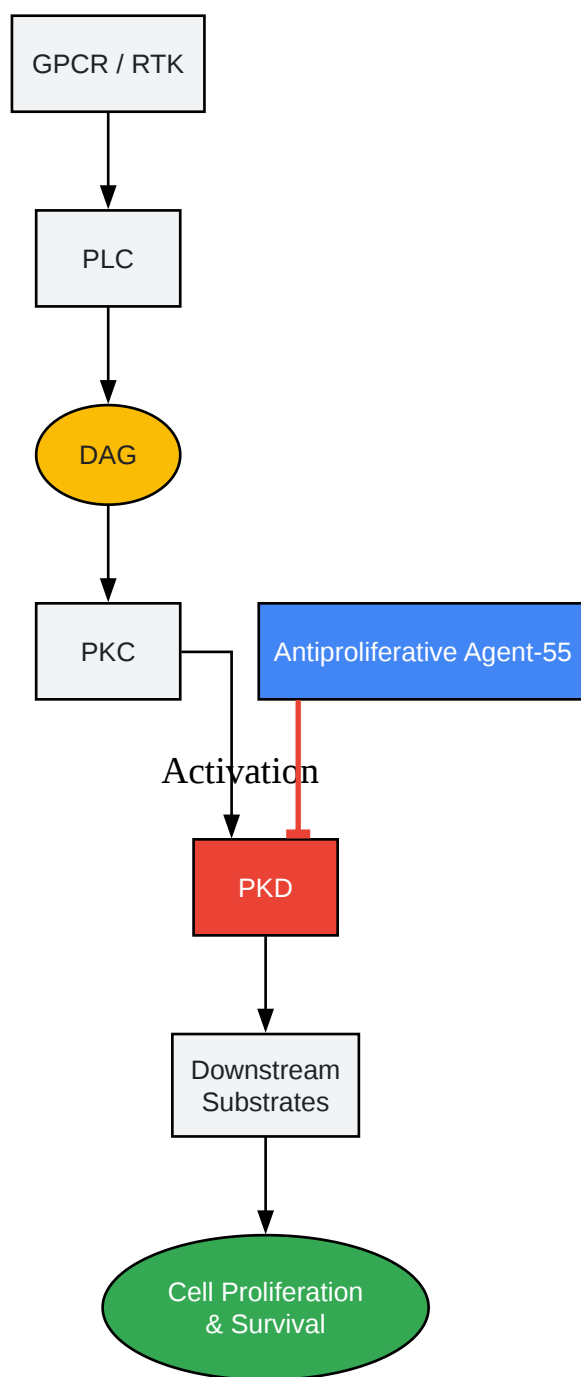 GPCR / RTK
PLC
DAG
PKC
Antiproliferative Agent-55
Activation
PKD
Downstream
Substrates
Cell Proliferation
& Survival